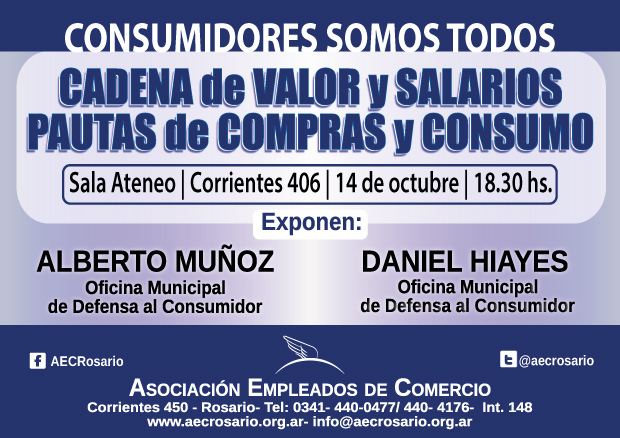 CONSUMIDORES SOMOS TODOS
CADENA de VALOR y SALARIOS
PAUTAS de COMPRAS y CONSUMO
Sala Ateneo | Corrientes 406 | 14 de octubre | 18.30 hs.
Exponen:
ALBERTO MUÑOZ
Oficina Municipal
de Defensa al Consumidor
DANIEL HIAYES
Oficina Municipal
de Defensa al Consumidor
AECRosario
@aecrosario
ASOCIACIÓN EMPLEADOS DE COMERCIO
Corrientes 450 - Rosario- Tel: 0341- 440-0477/ 440- 4176- Int. 148
www.aecrosario.org.ar- info@aecrosario.org.ar